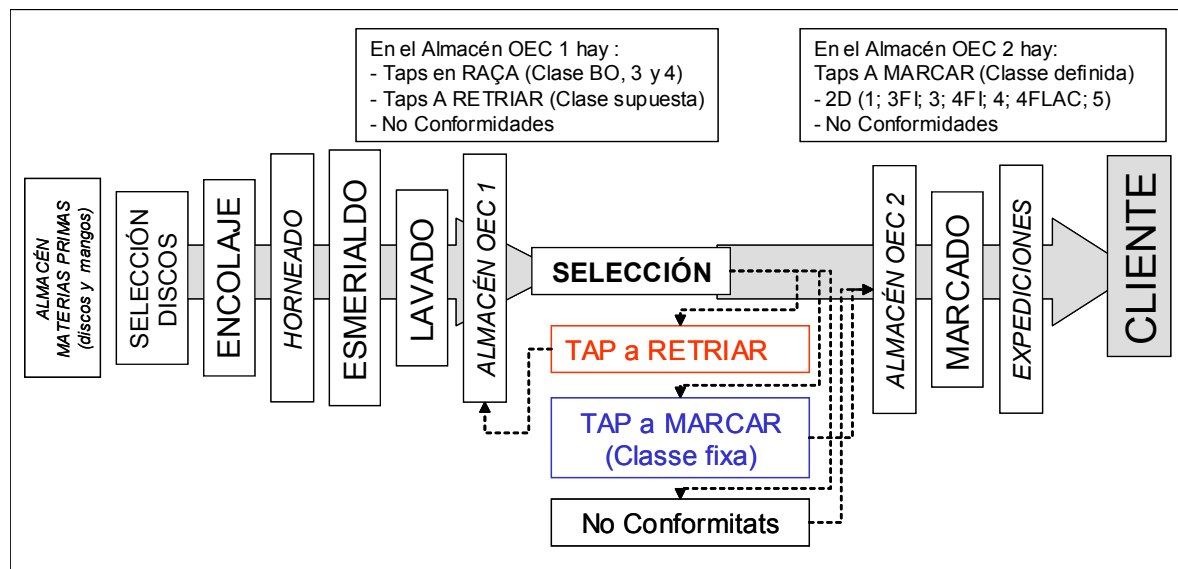 En el Almacén OEC 1 hay :
- Taps en RAÇA (Clase BO, 3 y 4)
- Taps A RETRIAR (Clase supuesta)
- No Conformidades
En el Almacén OEC 2 hay:
Taps A MARCAR (Classe definida)
- 2D (1; 3FI; 3; 4FI; 4; 4FLAC; 5)
- No Conformidades
ALMACÉN
MATERIAS PRIMAS
(discos y mangos)
SELECCIÓN
DISCOS
ENCOLAJE
HORNEADO
ESMERIALDO
LAVADO
ALMACÉN OEC 1
SELECCIÓN
TAP a RETRIAR
TAP a MARCAR
(Classe fixa)
No Conformitats
ALMACÉN OEC 2
MARCADO
EXPEDICIONES
CLIENTE